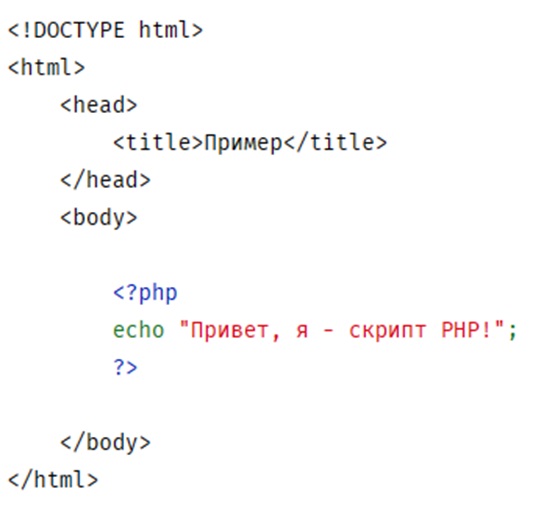 <!DOCTYPE html>
<html>
    <head>
        <title>Пример</title>
    </head>
    <body>

        <?php
        echo "Привет, я - скрипт PHP!";
        ?>

    </body>
</html>